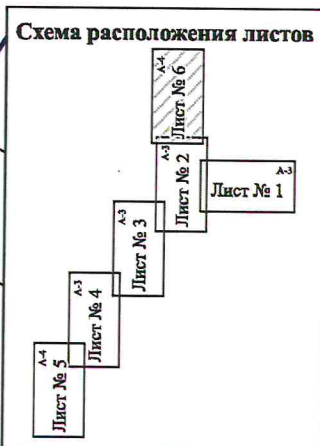 Схема расположения листов
А-4
Лист № 6
А-3
Лист № 2
А-3
Лист № 1
А-3
Лист № 3
А-3
Лист № 4
А-4
Лист № 5